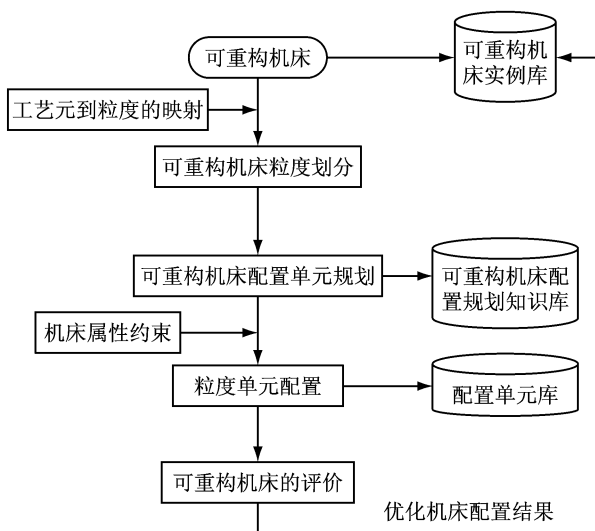 可重构机床
可重构机
床实例库
工艺元到粒度的映射
可重构机床粒度划分
可重构机床配置单元规划
可重构机床配
置规划知识库
机床属性约束
粒度单元配置
配置单元库
可重构机床的评价
优化机床配置结果